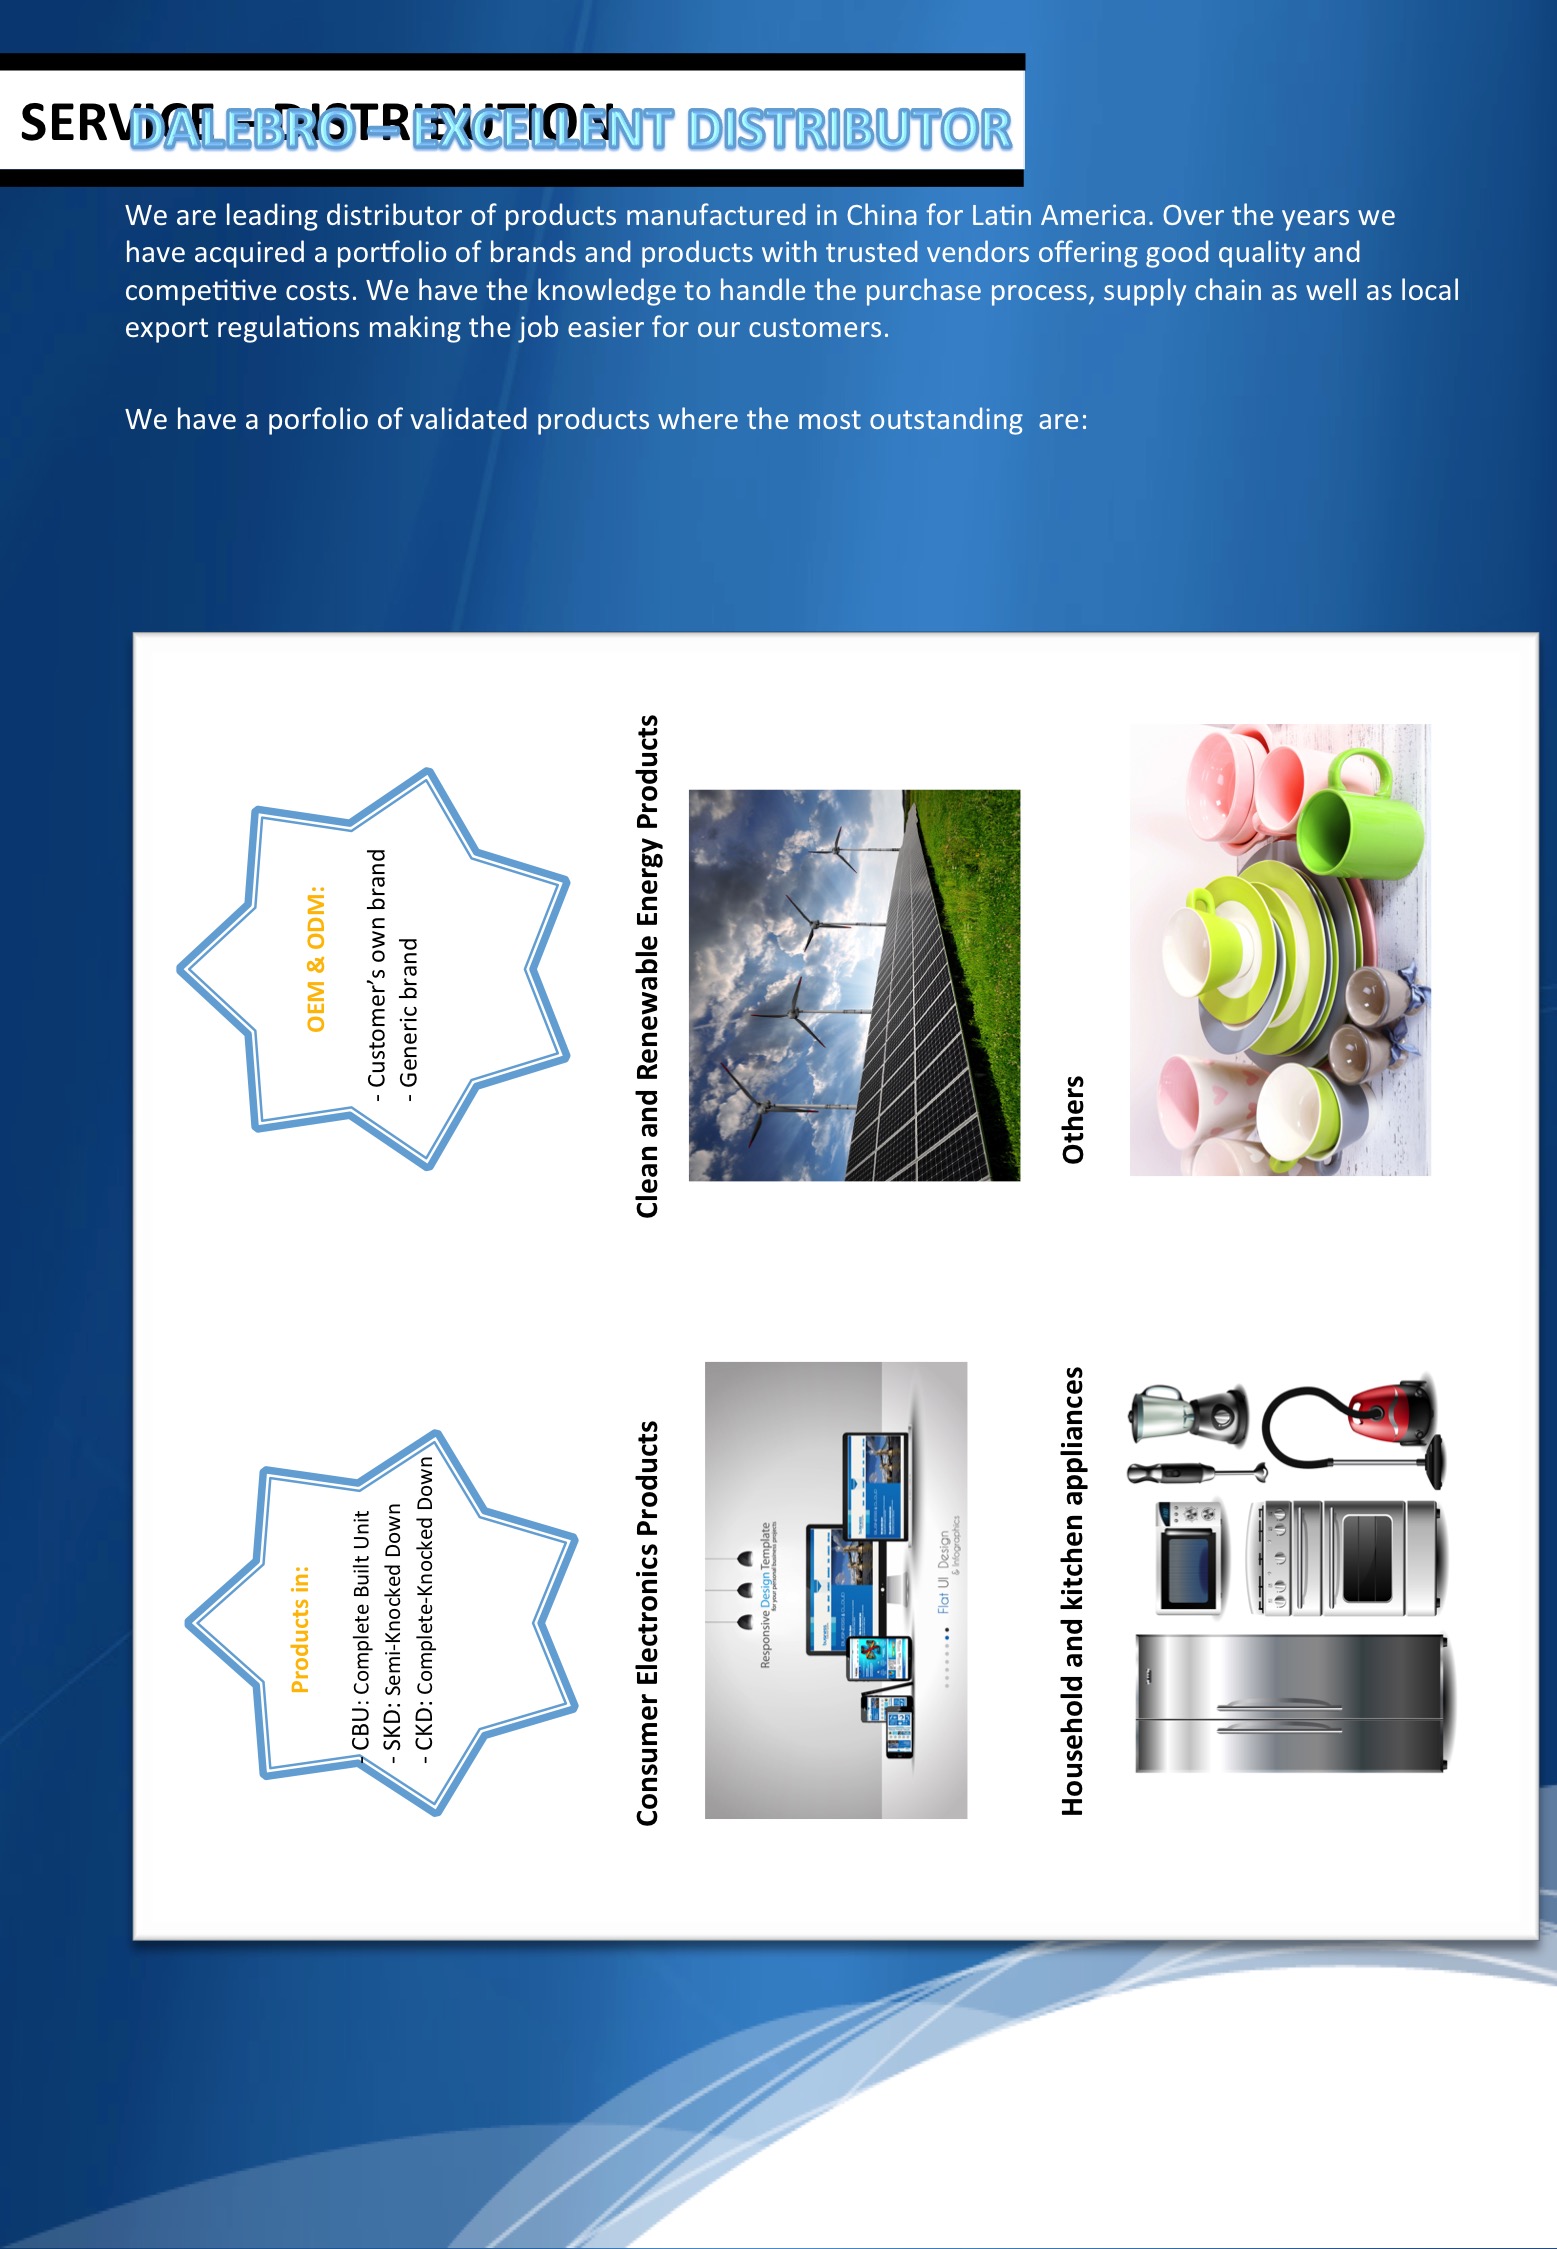 SERVICE – DISTRIBUTION
DALEBRO – EXCELLENT DISTRIBUTOR
We are leading distributor of products manufactured in China for Latin America. Over the years we
have acquired a portfolio of brands and products with trusted vendors offering good quality and
competitive costs. We have the knowledge to handle the purchase process, supply chain as well as local
export regulations making the job easier for our customers.
We have a porfolio of validated products where the most outstanding  are:
Products in:
- CBU: Complete Built Unit
- SKD: Semi-Knocked Down
- CKD: Complete-Knocked Down
OEM & ODM:
- Customer’s own brand
- Generic brand
Consumer Electronics Products
Responsive Design Template
for your personal business projects
Flat UI Design
& Infographics
Clean and Renewable Energy Products
Household and kitchen appliances
Others